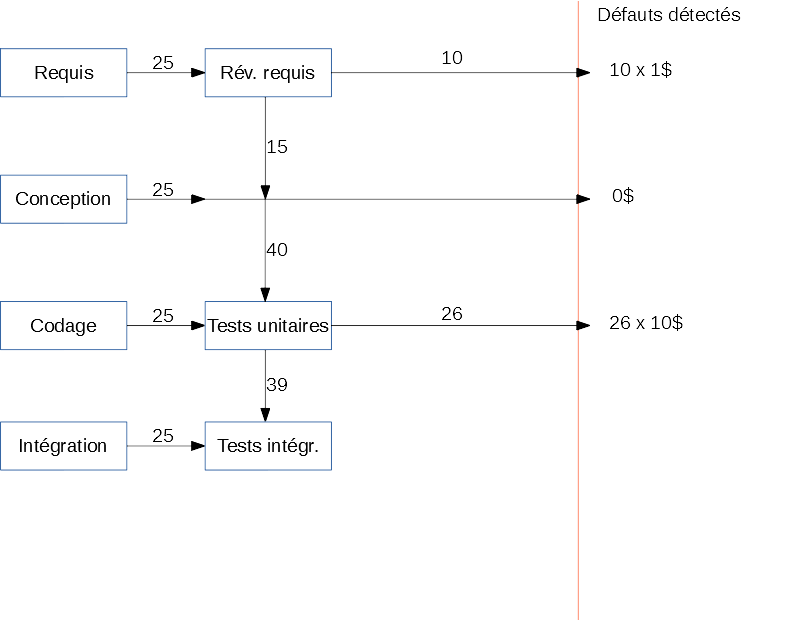 Défauts détectés
Requis 25 Rév. requis 10 10 x 1$
15
Conception 25 0$
40
Codage 25 Tests unitaires 26 26 x 10$
39
Intégration 25 Tests intégr.